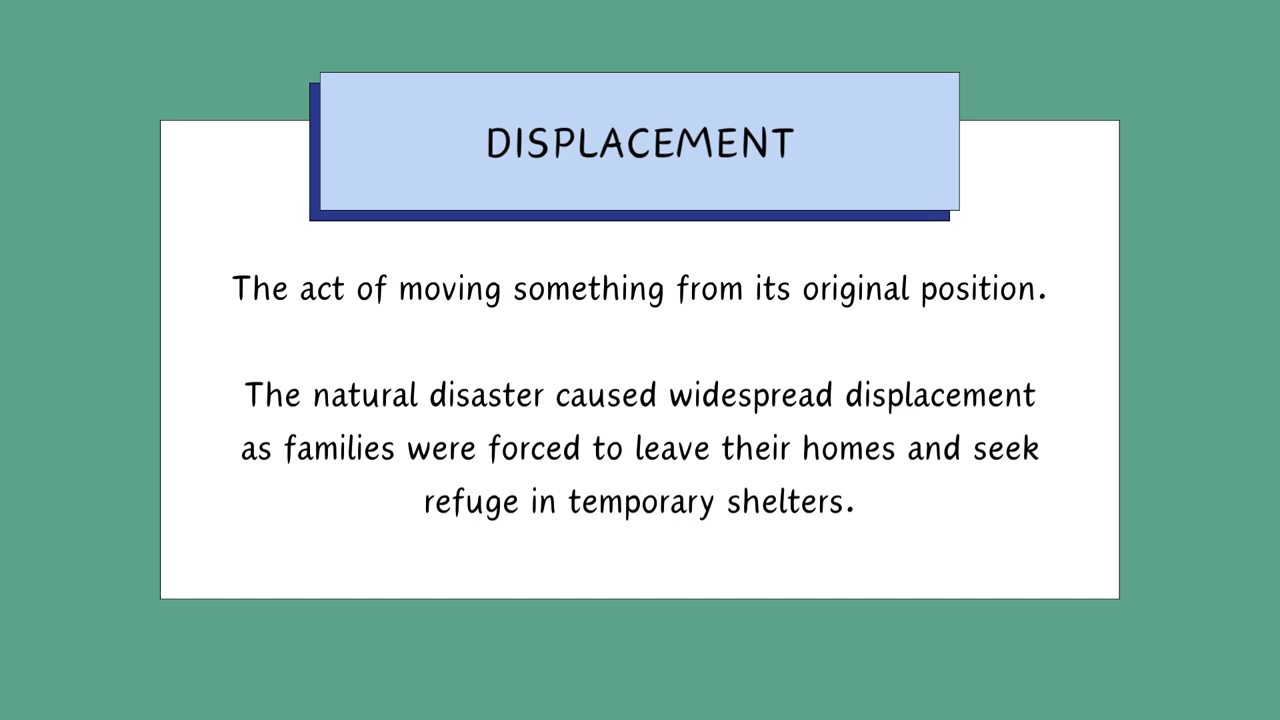 DISPLACEMENT
The act of moving something from its original position.
The natural disaster caused widespread displacement
as families were forced to leave their homes and seek
refuge in temporary shelters.